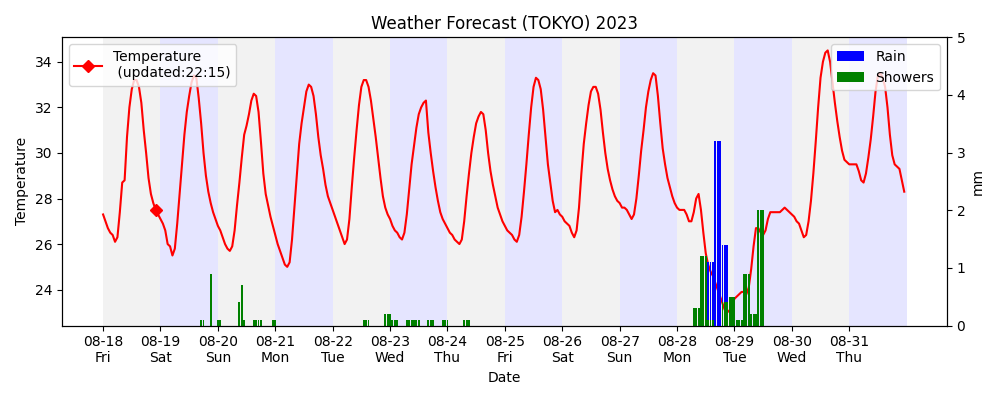 Weather Forecast (TOKYO) 2023
Temperature
(updated:22:15)
Rain
Showers
Temperature
34
32
30
28
26
24
5
4
3
2
1
0
mm
08-18 08-19 08-20 08-21 08-22 08-23 08-24 08-25 08-26 08-27 08-28 08-29 08-30 08-31
Fri Sat Sun Mon Tue Wed Thu Fri Sat Sun Mon Tue Wed Thu
Date